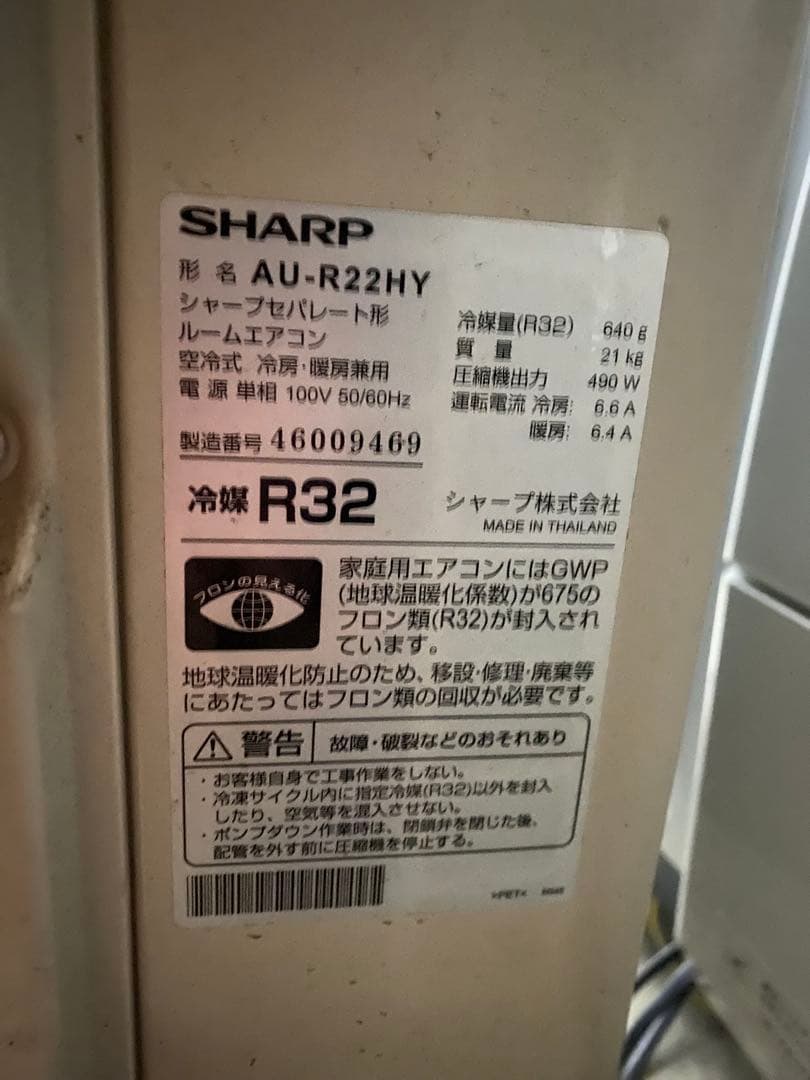 SHARP
形 名 AU-R22HY
シャープセパレート形
ルームエアコン
空冷式 冷房・暖房兼用
電 源 単相 100V 50/60Hz
製造番号 46009469
冷媒量(R32) 640 g
質 量 21 kg
圧縮機出力 490 W
運転電流 冷房: 6.6 A
暖房: 6.4 A
冷媒 R32
シャープ株式会社
MADE IN THAILAND
フロンの見える化
家庭用エアコンにはGWP
(地球温暖化係数)が675の
フロン類(R32)が封入され
ています。
地球温暖化防止のため、移設・修理・廃棄等
にあたってはフロン類の回収が必要です。
警告 故障・破裂などのおそれあり
・お客様自身で工事作業をしない。
・冷凍サイクル内に指定冷媒(R32)以外を封入
したり、空気等を混入させない。
・ポンプダウン作業時は、閉鎖弁を閉じた後、
配管を外す前に圧縮機を停止する。
>PET<